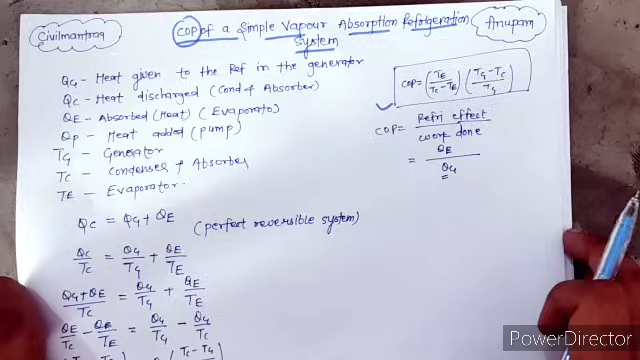 Civilmantraa
COP of a Simple Vapour Absorption Refrigeration System
Anupam
QG - Heat given to the Ref in the generator
QC - Heat discharged (Cond & Absorber)
QE - Absorbed (Heat) (Evaporato)
QP - Heat added (Pump)
TG - Generator
TC - Condenser & Absorber
TE - Evaporator
COP = (TE / TC - TE) (TG - TC / TG)
COP = Refri effect / work done
= QE / QG
QC = QG + QE (perfect reversible system)
QC/TC = QG/TG + QE/TE
QG + QE / TC = QG/TG + QE/TE
QE/TC - QE/TE = QG/TG - QG/TC
PowerDirector